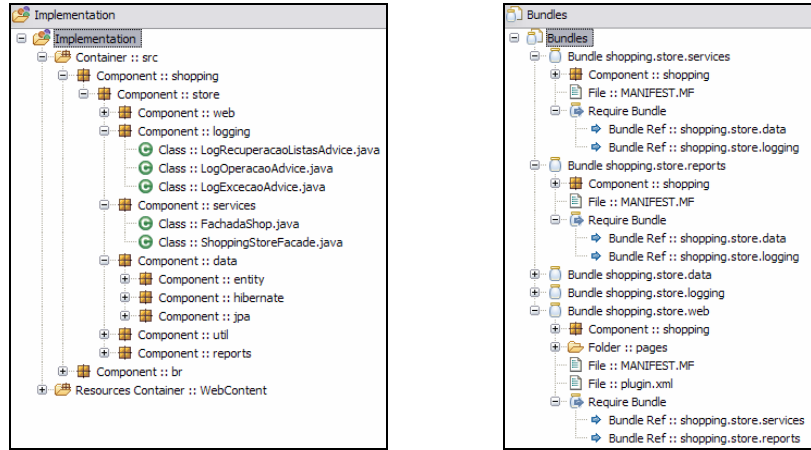 Implementation
Implementation
Container :: src
Component :: shopping
Component :: store
Component :: web
Component :: logging
Class :: LogRecuperacaoListasAdvice.java
Class :: LogOperacaoAdvice.java
Class :: LogExcecaoAdvice.java
Component :: services
Class :: FachadaShop.java
Class :: ShoppingStoreFacade.java
Component :: data
Component :: entity
Component :: hibernate
Component :: jpa
Component :: util
Component :: reports
Component :: br
Resources Container :: WebContent
Bundles
Bundles
Bundle shopping.store.services
Component :: shopping
File :: MANIFEST.MF
Require Bundle
Bundle Ref :: shopping.store.data
Bundle Ref :: shopping.store.logging
Bundle shopping.store.reports
Component :: shopping
File :: MANIFEST.MF
Require Bundle
Bundle Ref :: shopping.store.data
Bundle Ref :: shopping.store.logging
Bundle shopping.store.data
Bundle shopping.store.logging
Bundle shopping.store.web
Component :: shopping
Folder :: pages
File :: MANIFEST.MF
File :: plugin.xml
Require Bundle
Bundle Ref :: shopping.store.services
Bundle Ref :: shopping.store.reports